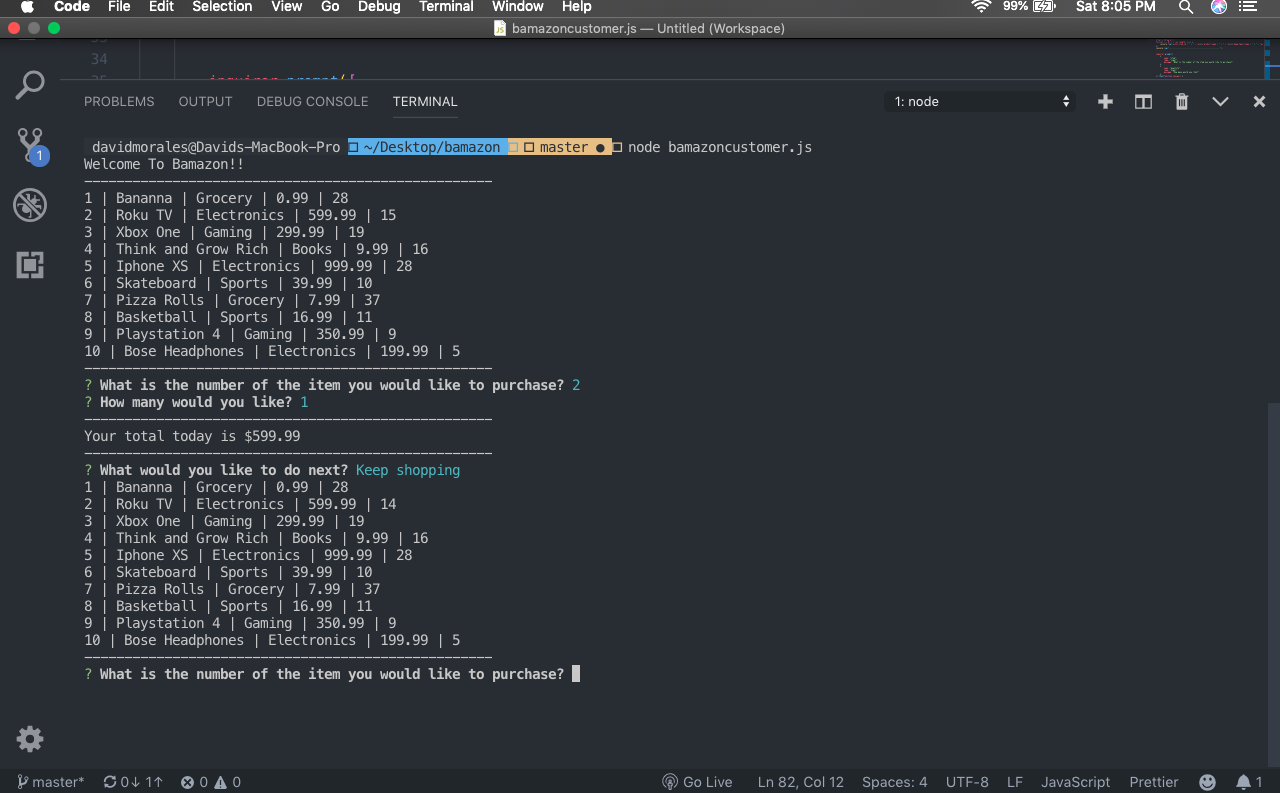 Code File Edit Selection View Go Debug Terminal Window Help 99% Sat 8:05 PM
bamazoncustomer.js — Untitled (Workspace)
34
PROBLEMS OUTPUT DEBUG CONSOLE TERMINAL 1: node
davidmorales@Davids-MacBook-Pro ~/Desktop/bamazon master ● node bamazoncustomer.js
Welcome To Bamazon!!
---------------------------------------------------
1 | Bananna | Grocery | 0.99 | 28
2 | Roku TV | Electronics | 599.99 | 15
3 | Xbox One | Gaming | 299.99 | 19
4 | Think and Grow Rich | Books | 9.99 | 16
5 | Iphone XS | Electronics | 999.99 | 28
6 | Skateboard | Sports | 39.99 | 10
7 | Pizza Rolls | Grocery | 7.99 | 37
8 | Basketball | Sports | 16.99 | 11
9 | Playstation 4 | Gaming | 350.99 | 9
10 | Bose Headphones | Electronics | 199.99 | 5
---------------------------------------------------
? What is the number of the item you would like to purchase? 2
? How many would you like? 1
---------------------------------------------------
Your total today is $599.99
---------------------------------------------------
? What would you like to do next? Keep shopping
1 | Bananna | Grocery | 0.99 | 28
2 | Roku TV | Electronics | 599.99 | 14
3 | Xbox One | Gaming | 299.99 | 19
4 | Think and Grow Rich | Books | 9.99 | 16
5 | Iphone XS | Electronics | 999.99 | 28
6 | Skateboard | Sports | 39.99 | 10
7 | Pizza Rolls | Grocery | 7.99 | 37
8 | Basketball | Sports | 16.99 | 11
9 | Playstation 4 | Gaming | 350.99 | 9
10 | Bose Headphones | Electronics | 199.99 | 5
---------------------------------------------------
? What is the number of the item you would like to purchase?
1
master* 0↓ 1↑ 0 0 Go Live Ln 82, Col 12 Spaces: 4 UTF-8 LF JavaScript Prettier 1